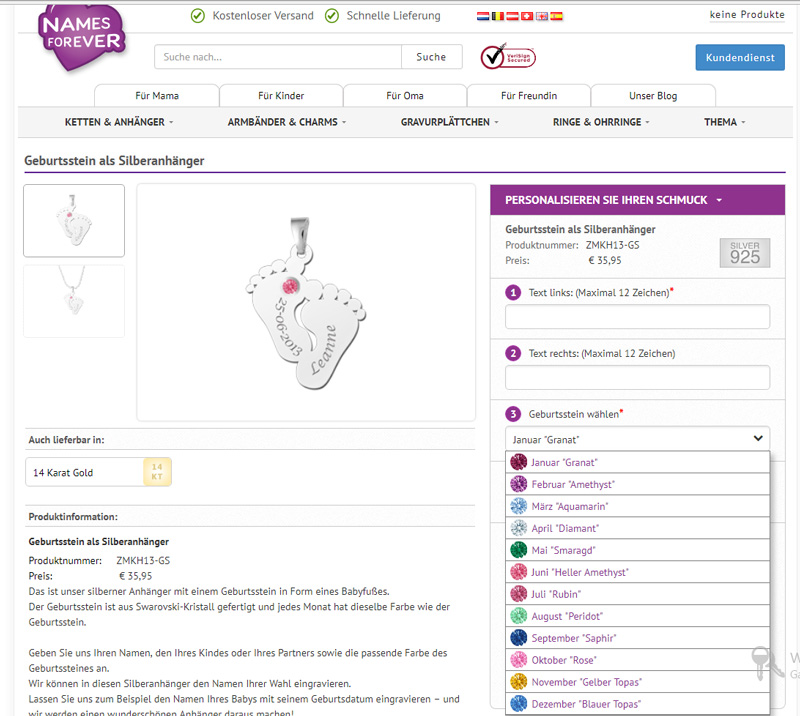 NAMES
FOREVER
Kostenloser Versand
Schnelle Lieferung
keine Produkte
Suche nach...
Suche
VeriSign
Secured
Kundendienst
Für Mama
Für Kinder
Für Oma
Für Freundin
Unser Blog
KETTEN & ANHÄNGER
ARMBÄNDER & CHARMS
GRAVURPLÄTTCHEN
RINGE & OHRRINGE
THEMA
Geburtsstein als Silberanhänger
25-06-2013
Leanne
Auch lieferbar in:
14 Karat Gold
14
KT
Produktinformation:
Geburtsstein als Silberanhänger
Produktnummer: ZMKH13-GS
Preis: € 35,95
Das ist unser silberner Anhänger mit einem Geburtsstein in Form eines Babyfußes.
Der Geburtsstein ist aus Swarovski-Kristall gefertigt und jedes Monat hat dieselbe Farbe wie der
Geburtsstein.
Geben Sie uns Ihren Namen, den Ihres Kindes oder Ihres Partners sowie die passende Farbe des
Geburtssteines an.
Wir können in diesen Silberanhänger den Namen Ihrer Wahl eingravieren.
Lassen Sie uns zum Beispiel den Namen Ihres Babys mit seinem Geburtsdatum eingravieren – und
wir werden einen wunderschönen Anhänger daraus machen!
PERSONALISIEREN SIE IHREN SCHMUCK
Geburtsstein als Silberanhänger
Produktnummer: ZMKH13-GS
Preis: € 35,95
SILVER
925
1 Text links: (Maximal 12 Zeichen)*
2 Text rechts: (Maximal 12 Zeichen)
3 Geburtsstein wählen*
Januar "Granat"
Januar "Granat"
Februar "Amethyst"
März "Aquamarin"
April "Diamant"
Mai "Smaragd"
Juni "Heller Amethyst"
Juli "Rubin"
August "Peridot"
September "Saphir"
Oktober "Rose"
November "Gelber Topas"
Dezember "Blauer Topas"